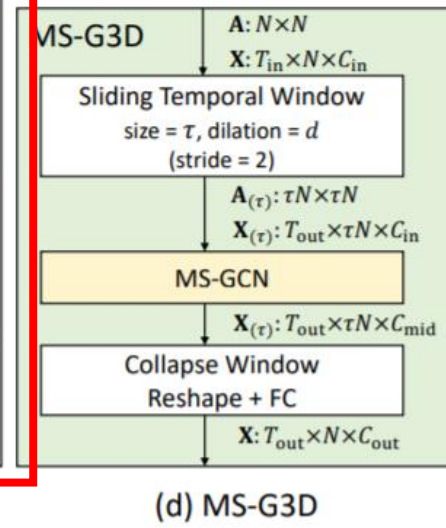 MS-G3D
A: N×N
X: T_in×N×C_in
Sliding Temporal Window
size = τ, dilation = d
(stride = 2)
A_(τ): τN×τN
X_(τ): T_out×τN×C_in
MS-GCN
X_(τ): T_out×τN×C_mid
Collapse Window
Reshape + FC
X: T_out×N×C_out
(d) MS-G3D